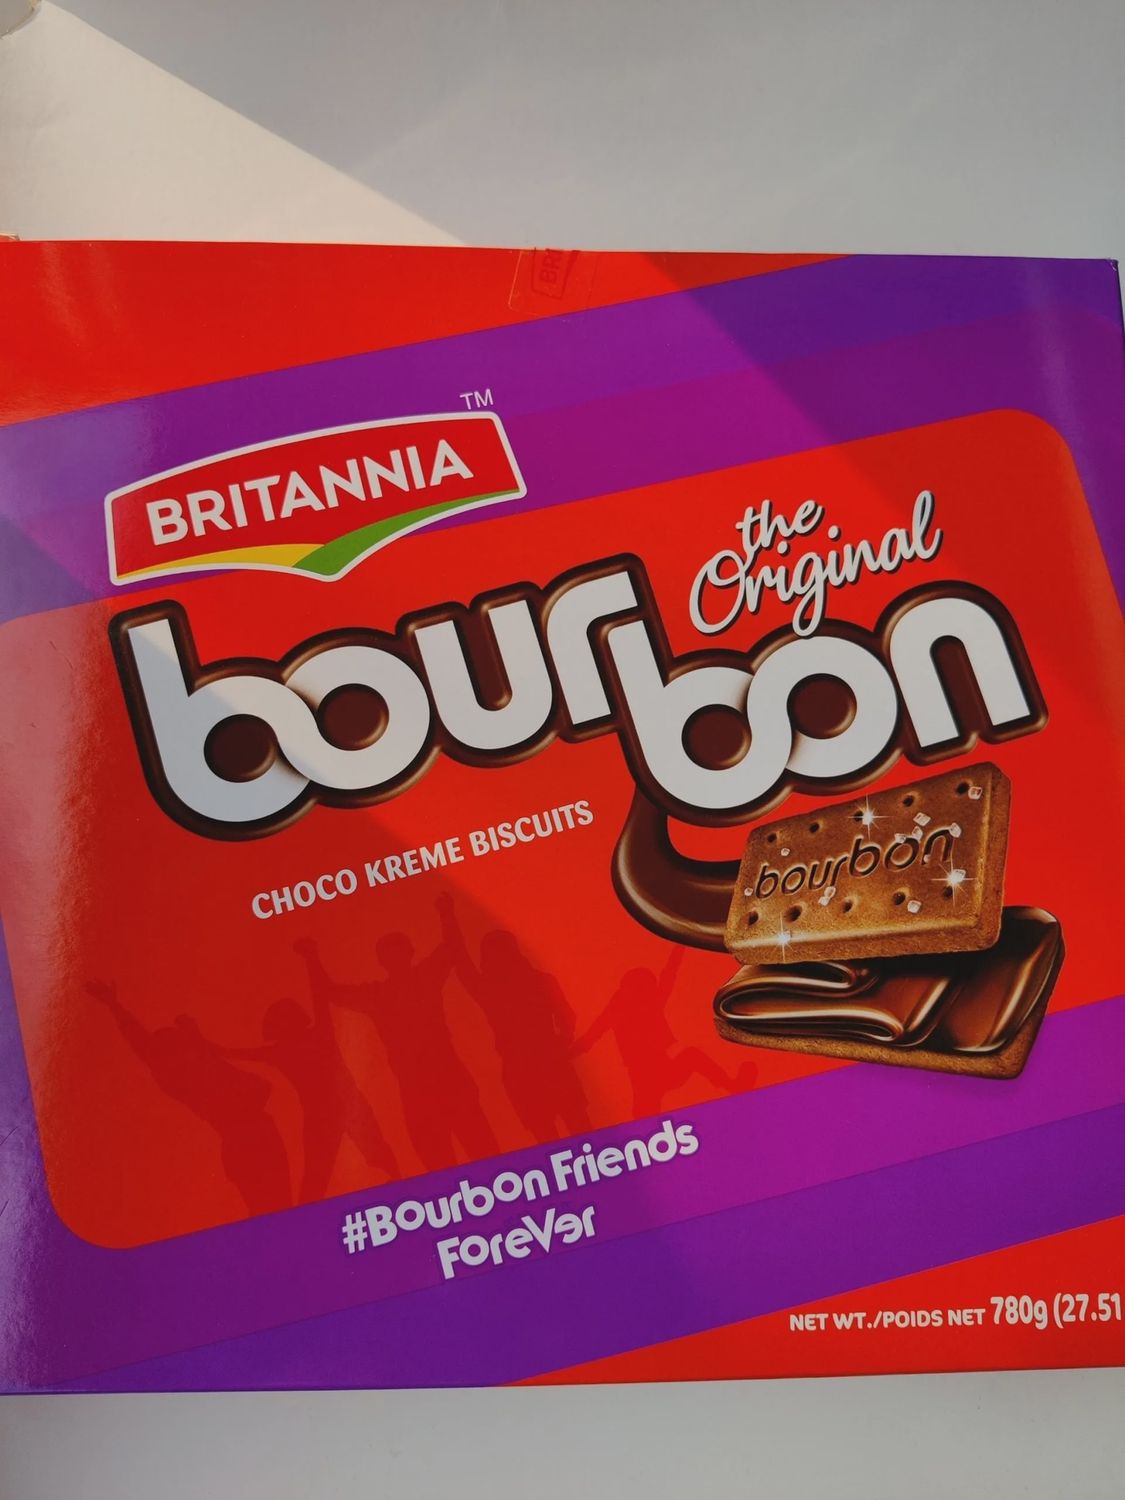 BRI
TM
BRITANNIA
the
Original
bourbon
CHOCO KREME BISCUITS
bourbon
#Bourbon Friends
ForeVer
NET WT./POIDS NET 780g (27.51